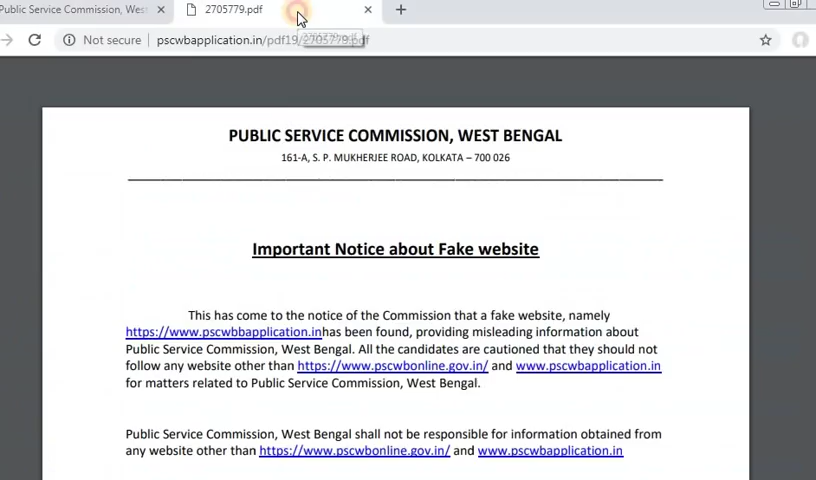 Public Service Commission, West
2705779.pdf
Not secure
pscwbapplication.in/pdf19/2705779.pdf
PUBLIC SERVICE COMMISSION, WEST BENGAL
161-A, S. P. MUKHERJEE ROAD, KOLKATA – 700 026
Important Notice about Fake website
This has come to the notice of the Commission that a fake website, namely
https://www.pscwbbapplication.inhas been found, providing misleading information about
Public Service Commission, West Bengal. All the candidates are cautioned that they should not
follow any website other than https://www.pscwbonline.gov.in/ and www.pscwbapplication.in
for matters related to Public Service Commission, West Bengal.
Public Service Commission, West Bengal shall not be responsible for information obtained from
any website other than https://www.pscwbonline.gov.in/ and www.pscwbapplication.in